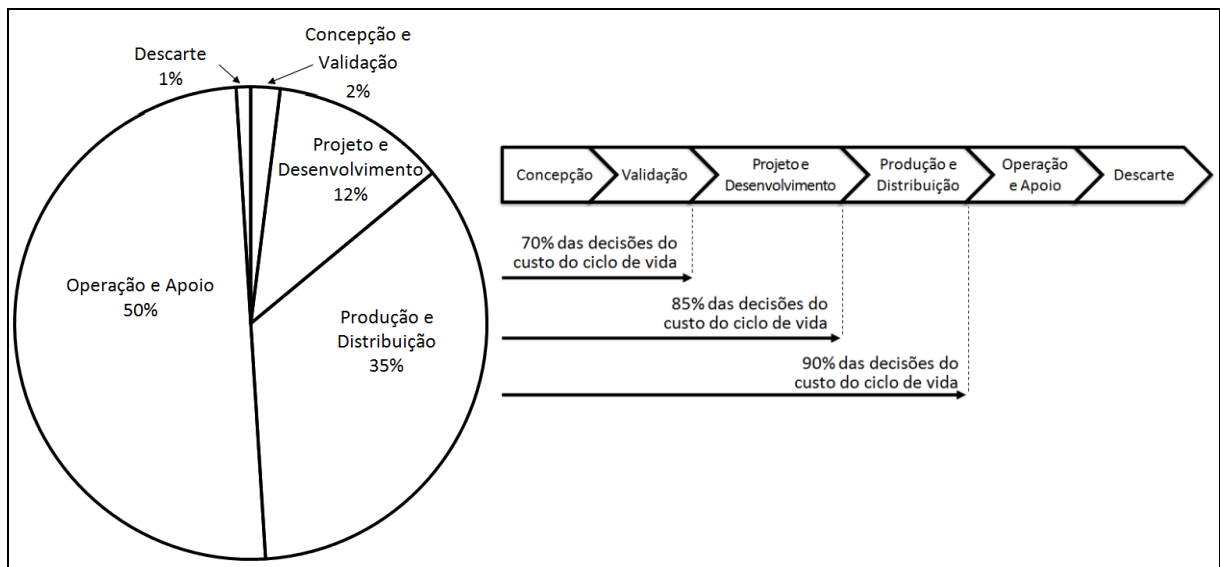 Descarte
1%
Concepção e
Validação
2%
Projeto e
Desenvolvimento
12%
Operação e Apoio
50%
Produção e
Distribuição
35%
Concepção
Validação
Projeto e
Desenvolvimento
Produção e
Distribuição
Operação
e Apoio
Descarte
70% das decisões do
custo do ciclo de vida
85% das decisões do
custo do ciclo de vida
90% das decisões do
custo do ciclo de vida